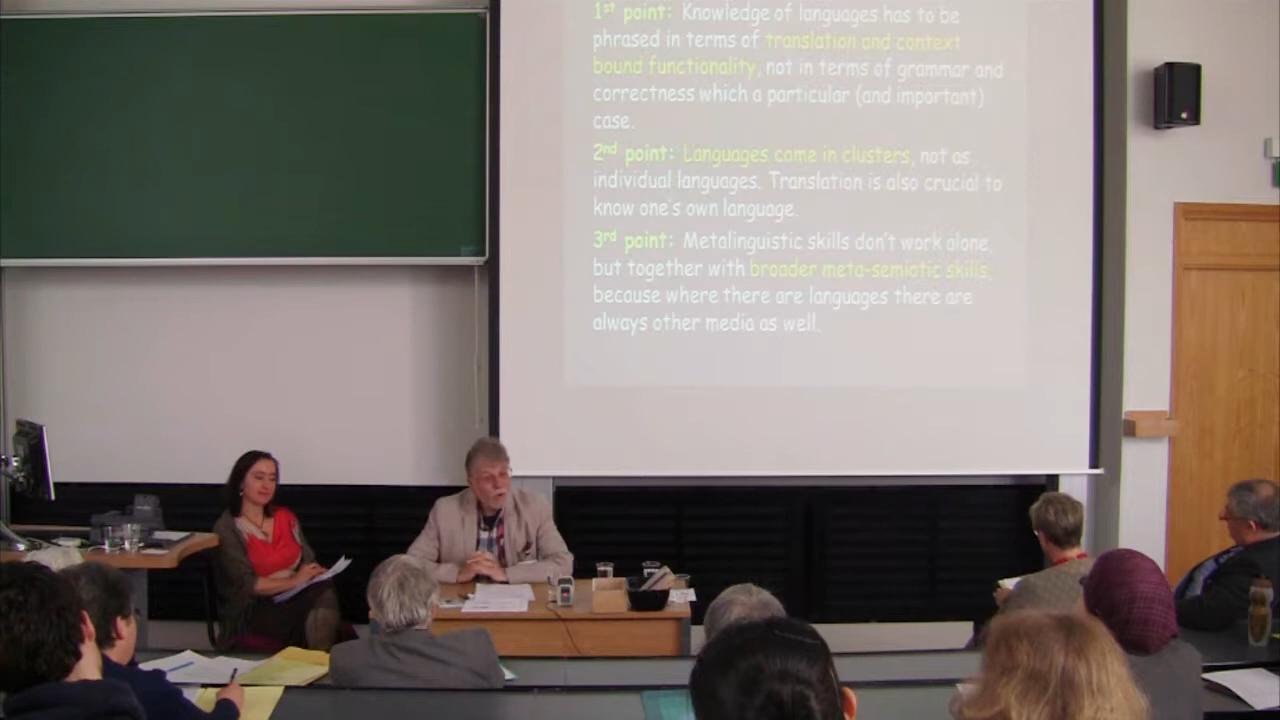 1st point: Knowledge of languages has to be
phrased in terms of translation and context
bound functionality, not in terms of grammar and
correctness which a particular (and important)
case.
2nd point: Languages come in clusters, not as
individual languages. Translation is also crucial to
know one's own language.
3rd point: Metalinguistic skills don't work alone,
but together with broader meta-semiotic skills,
because where there are languages there are
always other media as well.